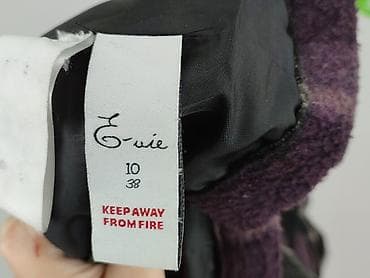 E-vie
10
38
KEEP AWAY
FROM FIRE